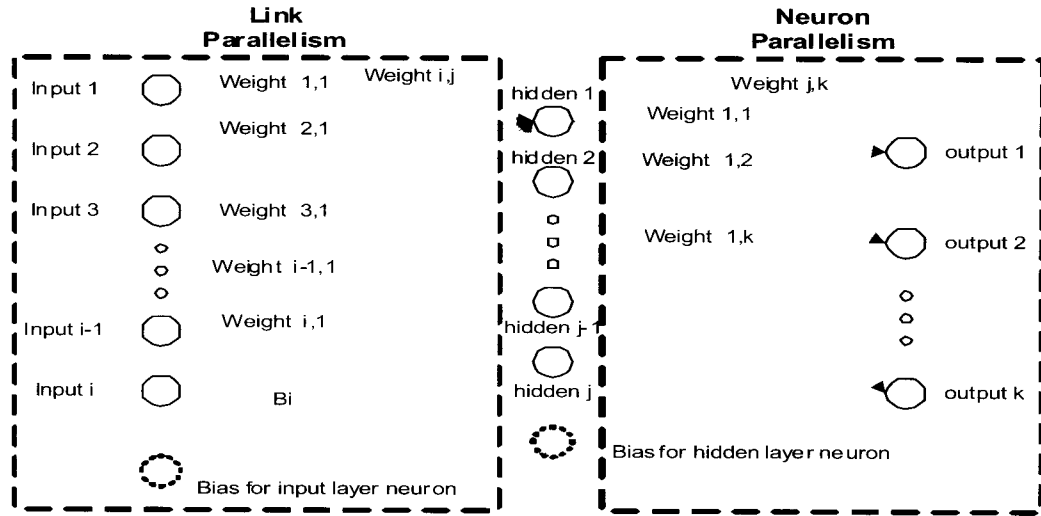 Link
Parallelism
Input 1
Input 2
Input 3
Input i-1
Input i
Weight 1,1
Weight i,j
Weight 2,1
Weight 3,1
Weight i-1,1
Weight i,1
Bi
Bias for input layer neuron
hidden 1
hidden 2
hidden j-1
hidden j
Neuron
Parallelism
Weight j,k
Weight 1,1
Weight 1,2
Weight 1,k
output 1
output 2
output k
Bias for hidden layer neuron